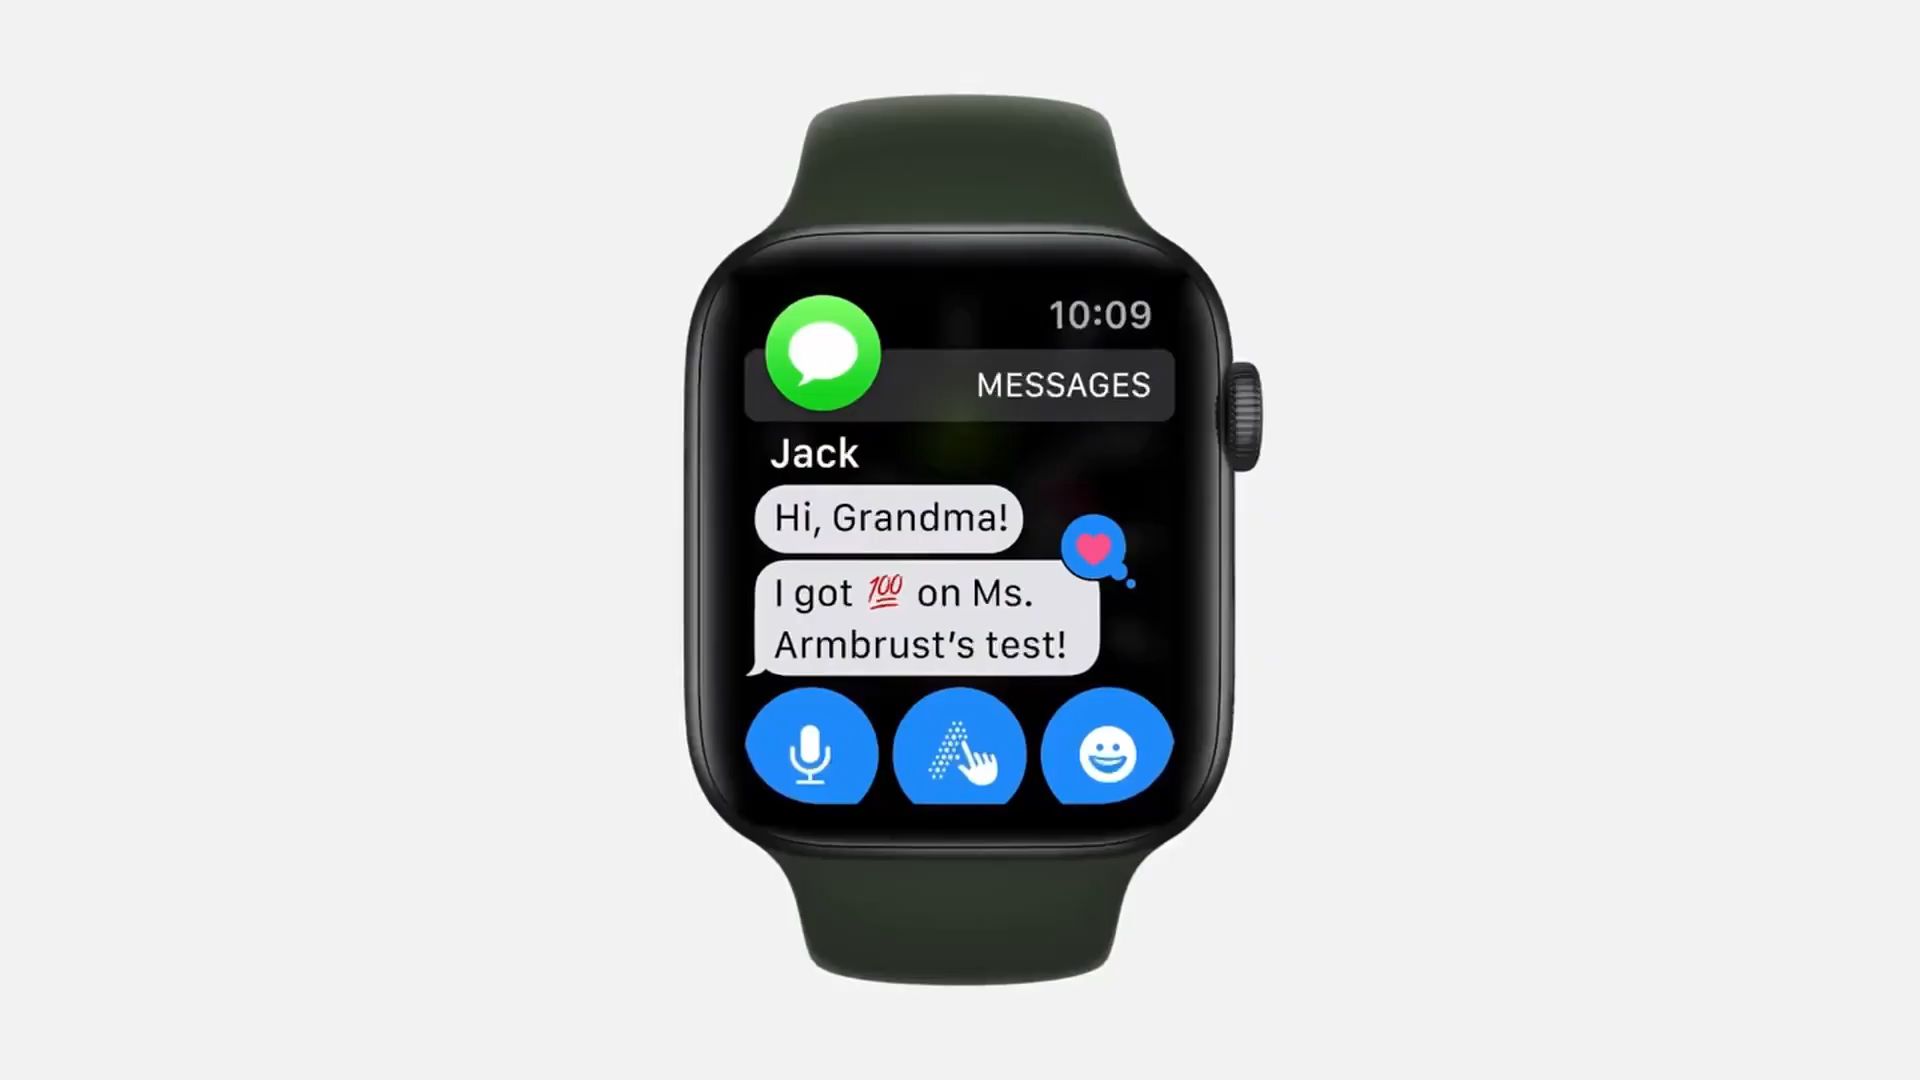 10:09
MESSAGES
Jack
Hi, Grandma!
I got 💯 on Ms.
Armbrust’s test!